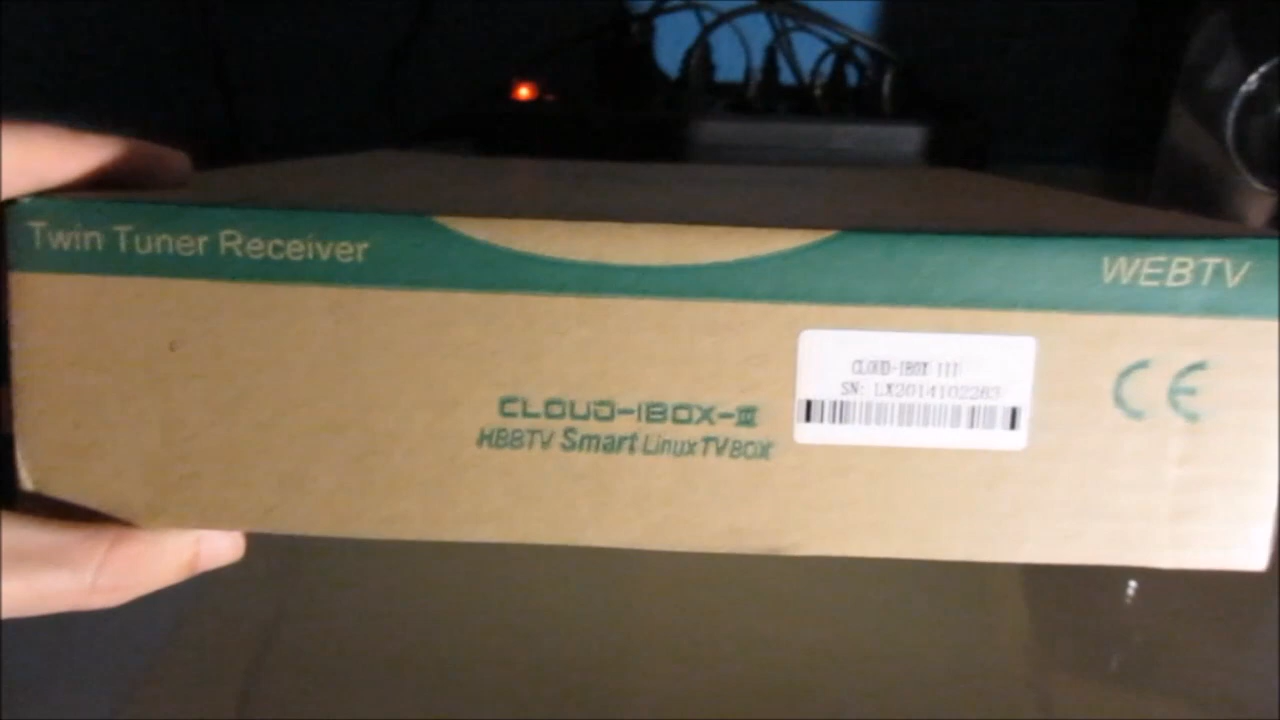 Twin Tuner Receiver
WEBTV
CLOUD-IBOX III
SN: LX2014102263
CLOUD-IBOX-III
HBBTV Smart Linux TV BOX
CE